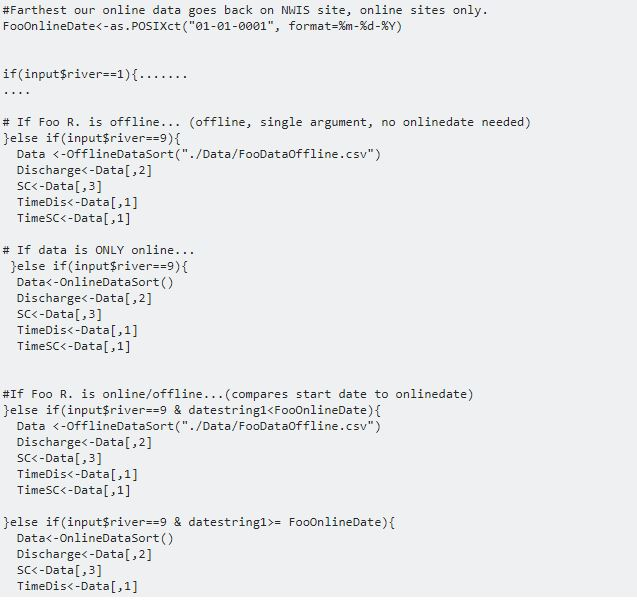 #Farthest our online data goes back on NWIS site, online sites only.
FooOnlineDate<-as.POSIXct("01-01-0001", format=%m-%d-%Y)
if(input$river==1){.......
....
# If Foo R. is offline... (offline, single argument, no onlinedate needed)
}else if(input$river==9){
Data <-OfflineDataSort("./Data/FooDataOffline.csv")
Discharge<-Data[,2]
SC<-Data[,3]
TimeDis<-Data[,1]
TimeSC<-Data[,1]
# If data is ONLY online...
}else if(input$river==9){
Data<-OnlineDataSort()
Discharge<-Data[,2]
SC<-Data[,3]
TimeDis<-Data[,1]
TimeSC<-Data[,1]
#If Foo R. is online/offline...(compares start date to onlinedate)
}else if(input$river==9 & datestring1<FooOnlineDate){
Data <-OfflineDataSort("./Data/FooDataOffline.csv")
Discharge<-Data[,2]
SC<-Data[,3]
TimeDis<-Data[,1]
TimeSC<-Data[,1]
}else if(input$river==9 & datestring1>= FooOnlineDate){
Data<-OnlineDataSort()
Discharge<-Data[,2]
SC<-Data[,3]
TimeDis<-Data[,1]